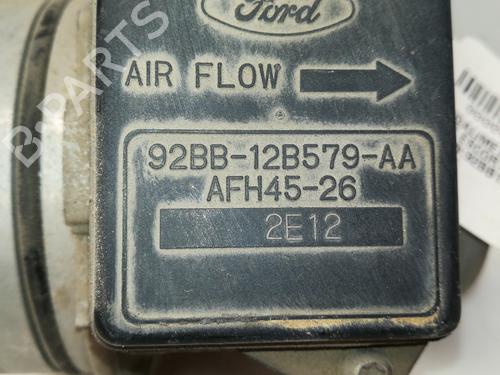 Ford
AIR FLOW
92BB-12B579-AA
AFH45-26
2E12
B-PARTS